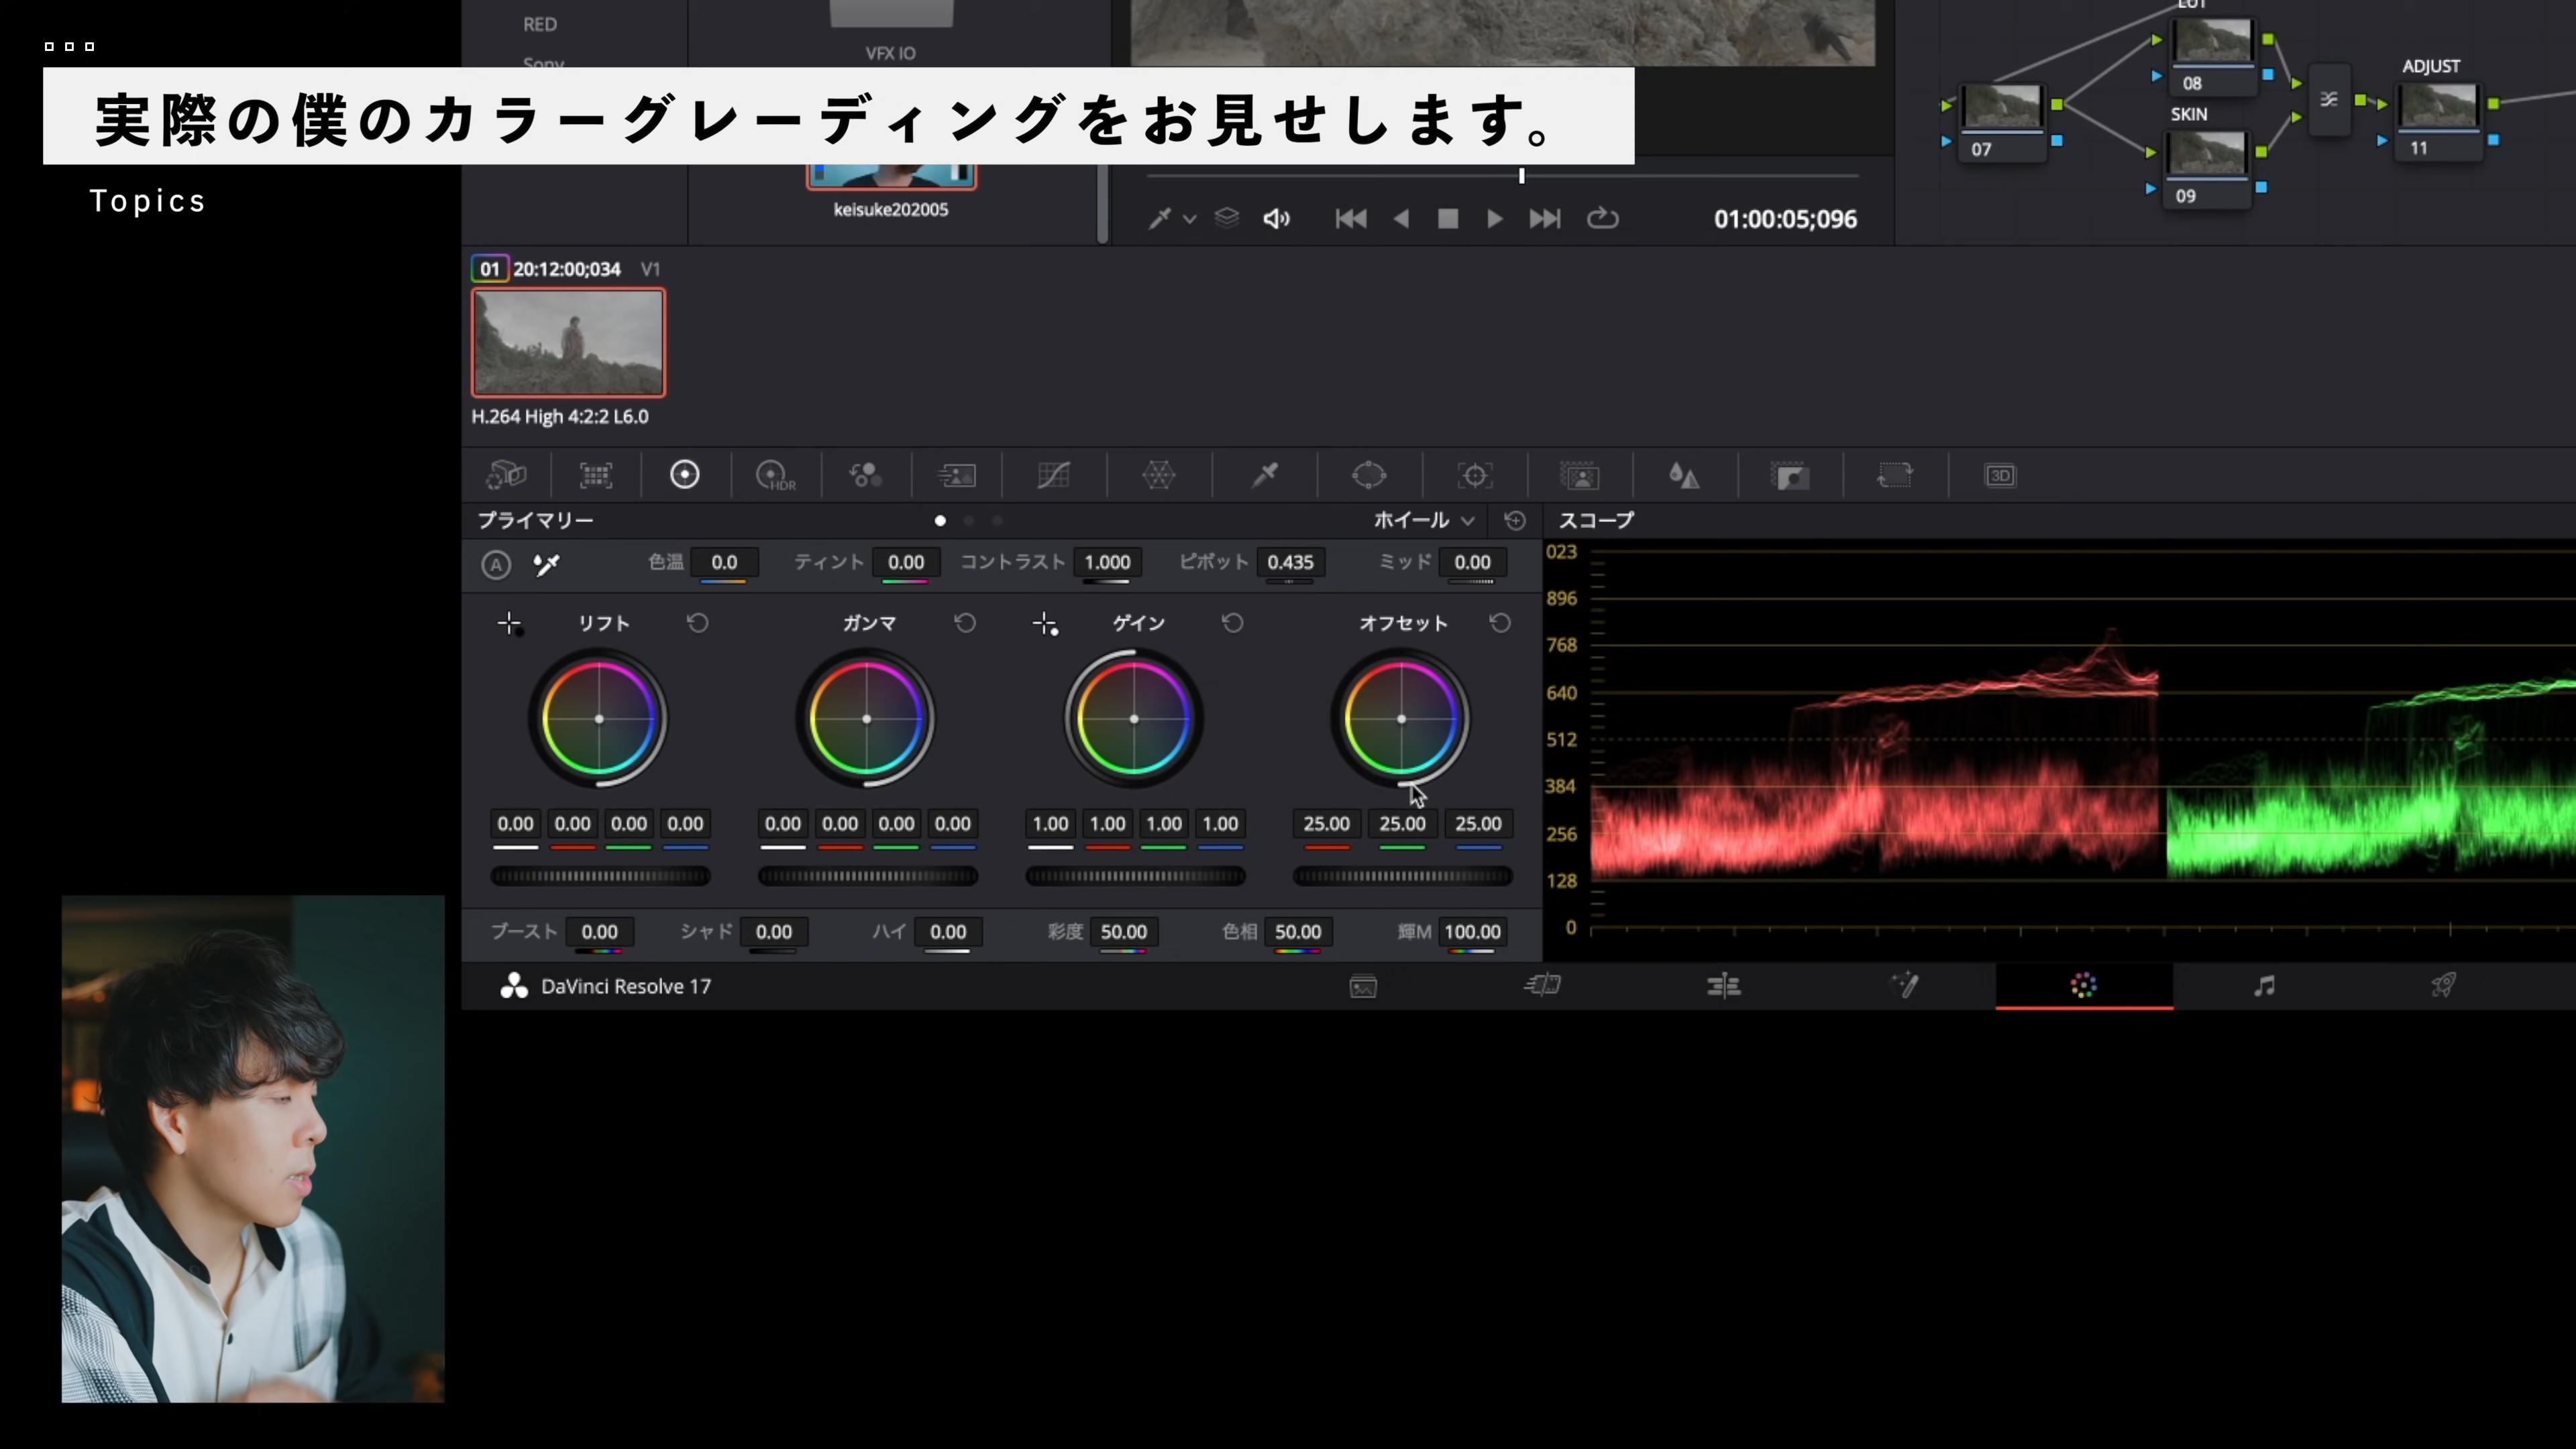 RED
Sony
VFX IO
LUT
08
ADJUST
実際の僕のカラーグレーディングをお見せします。
SKIN
07
11
09
Topics
keisuke202005
01:00:05;096
01 20:12:00;034 V1
H.264 High 4:2:2 L6.0
HDR
3D
プライマリー
ホイール
スコープ
A
色温 0.0 ティント 0.00 コントラスト 1.000 ピボット 0.435 ミッド 0.00
リフト ガンマ ゲイン オフセット
0.00 0.00 0.00 0.00
0.00 0.00 0.00 0.00
1.00 1.00 1.00 1.00
25.00 25.00 25.00
ブースト 0.00 シャド 0.00 ハイ 0.00 彩度 50.00 色相 50.00 輝M 100.00
023
896
768
640
512
384
256
128
0
DaVinci Resolve 17